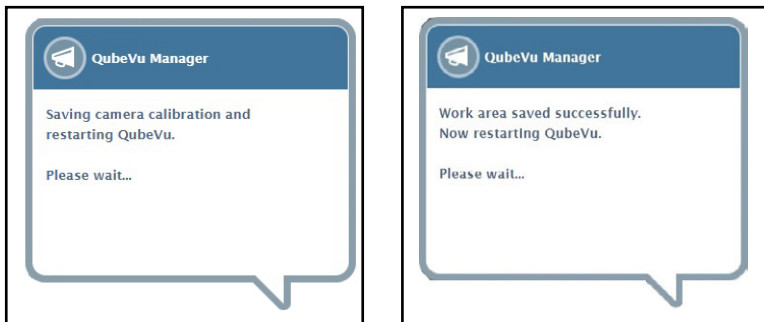 QubeVu Manager
Saving camera calibration and
restarting QubeVu.
Please wait...
QubeVu Manager
Work area saved successfully.
Now restarting QubeVu.
Please wait...